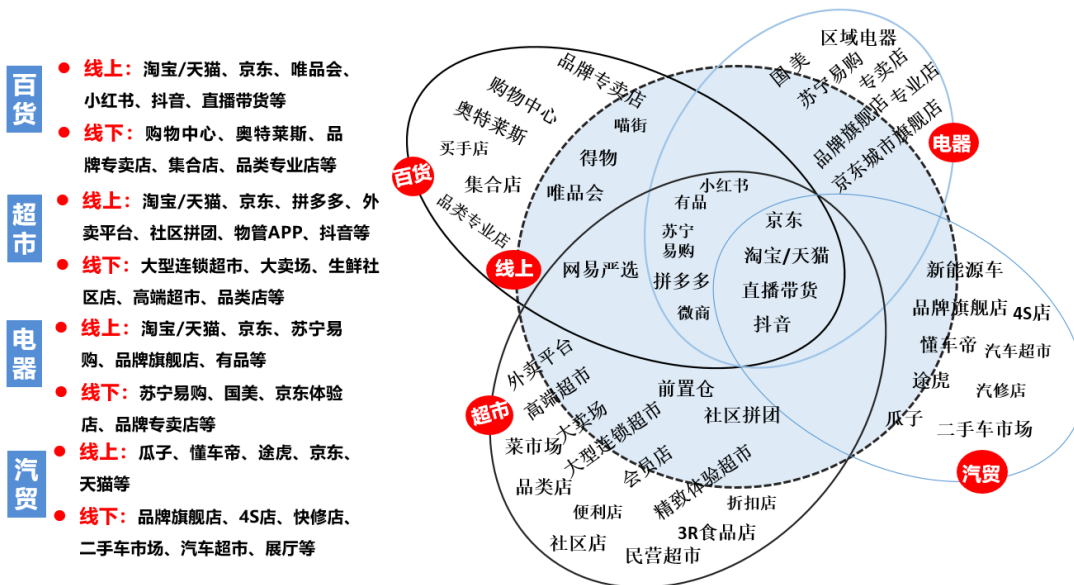 百货
线上：淘宝/天猫、京东、唯品会、
小红书、抖音、直播带货等
线下：购物中心、奥特莱斯、品
牌专卖店、集合店、品类专业店等
超市
线上：淘宝/天猫、京东、拼多多、外
卖平台、社区拼团、物管APP、抖音等
线下：大型连锁超市、大卖场、生鲜社
区店、高端超市、品类店等
电器
线上：淘宝/天猫、京东、苏宁易
购、品牌旗舰店、有品等
线下：苏宁易购、国美、京东体验
店、品牌专卖店等
汽贸
线上：瓜子、懂车帝、途虎、京东、
天猫等
线下：品牌旗舰店、4S店、快修店、
二手车市场、汽车超市、展厅等
百货
品牌专卖店
购物中心
奥特莱斯
买手店
集合店
品类专业店
喵街
得物
唯品会
线上
网易严选
电器
区域电器
国美
苏宁易购
专卖店
专业店
品牌旗舰店
京东城市旗舰店
小红书
有品
苏宁
易购
拼多多
微商
京东
淘宝/天猫
直播带货
抖音
汽贸
新能源车
品牌旗舰店
4S店
懂车帝
汽车超市
途虎
汽修店
瓜子
二手车市场
超市
外卖平台
高端超市
大卖场
菜市场
大型连锁超市
前置仓
社区拼团
会员店
品类店
精致体验超市
便利店
折扣店
3R食品店
社区店
民营超市